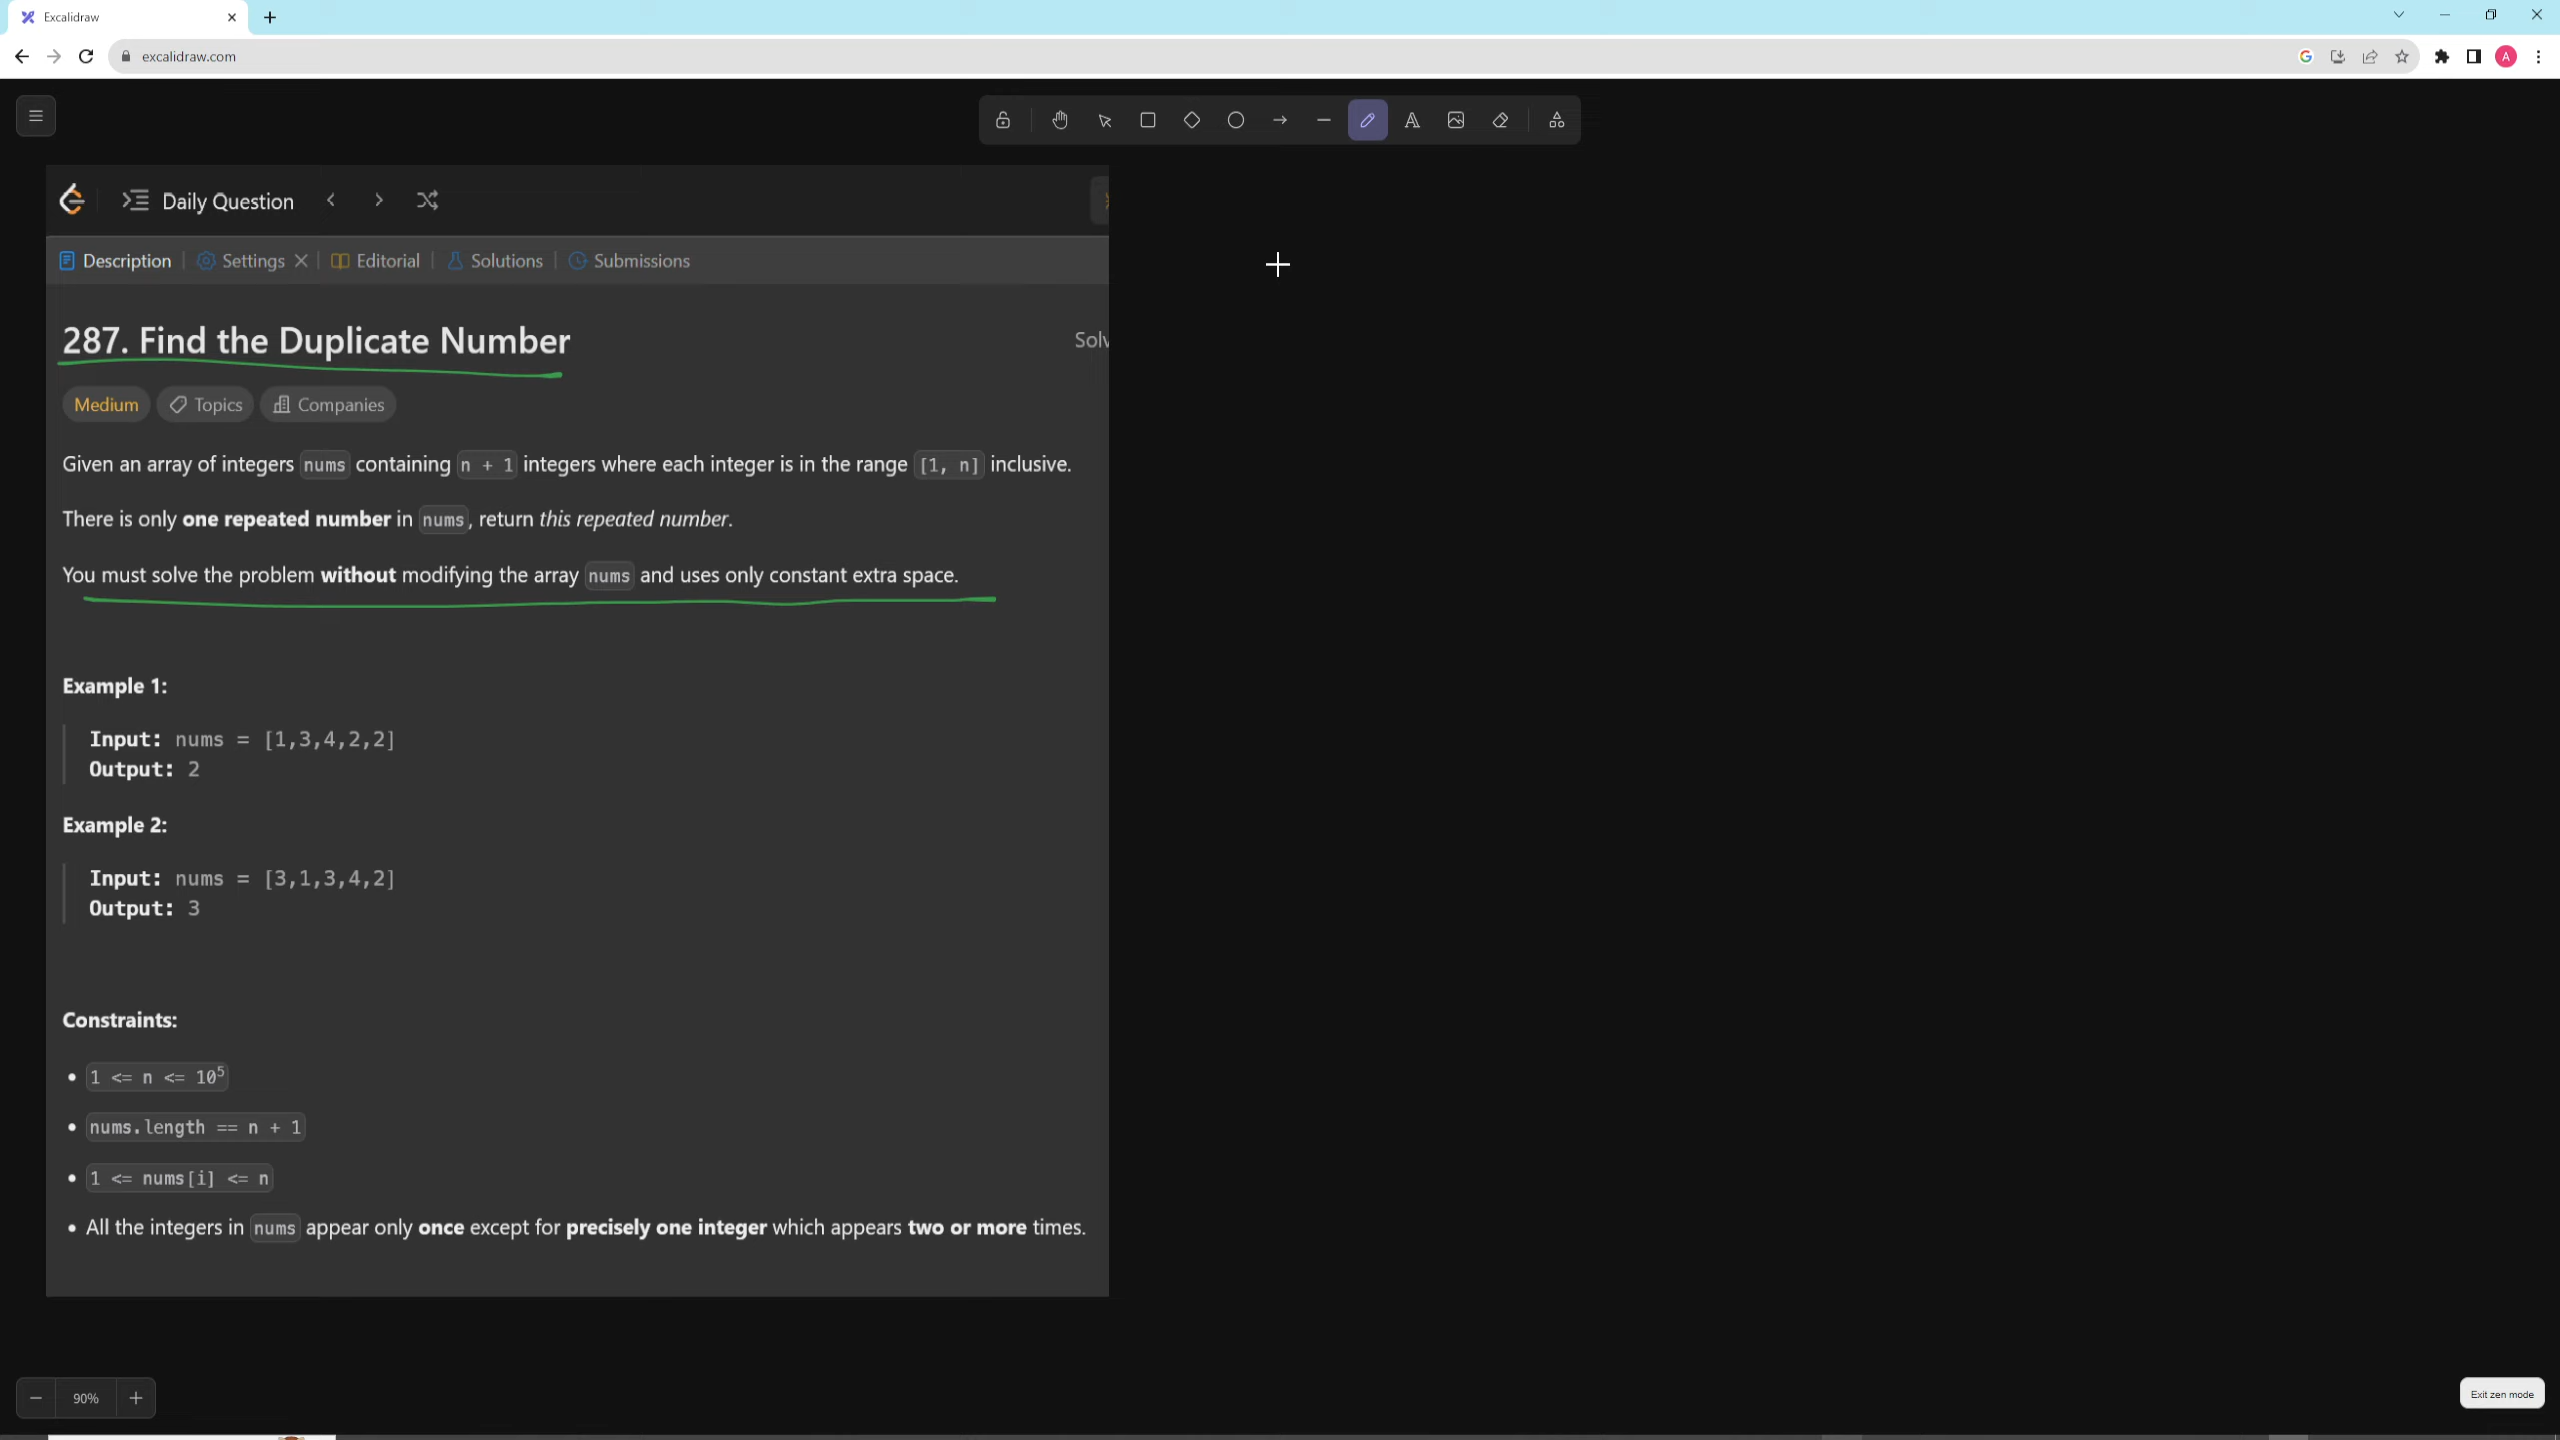 Excalidraw
excalidraw.com
A
Daily Question
Description Settings Editorial Solutions Submissions
287. Find the Duplicate Number
Solv
Medium Topics Companies
Given an array of integers nums containing n + 1 integers where each integer is in the range [1, n] inclusive.
There is only one repeated number in nums, return this repeated number.
You must solve the problem without modifying the array nums and uses only constant extra space.
Example 1:
Input: nums = [1,3,4,2,2]
Output: 2
Example 2:
Input: nums = [3,1,3,4,2]
Output: 3
Constraints:
• 1 <= n <= 10⁵
• nums.length == n + 1
• 1 <= nums[i] <= n
• All the integers in nums appear only once except for precisely one integer which appears two or more times.
90%
Exit zen mode